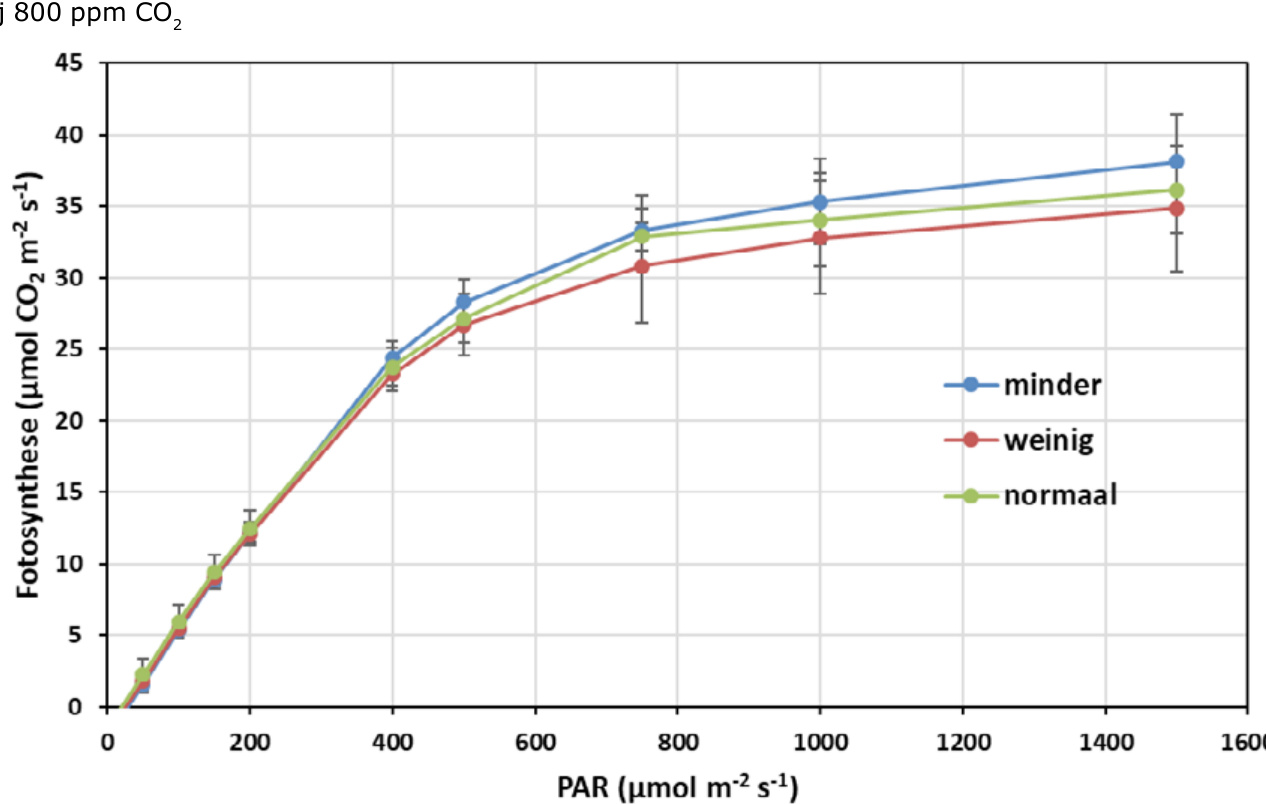 j 800 ppm CO₂
45
40
35
30
25
20
15
10
5
0
0 200 400 600 800 1000 1200 1400 1600
Fotosynthese (µmol CO₂ m⁻² s⁻¹)
PAR (µmol m⁻² s⁻¹)
minder
weinig
normaal